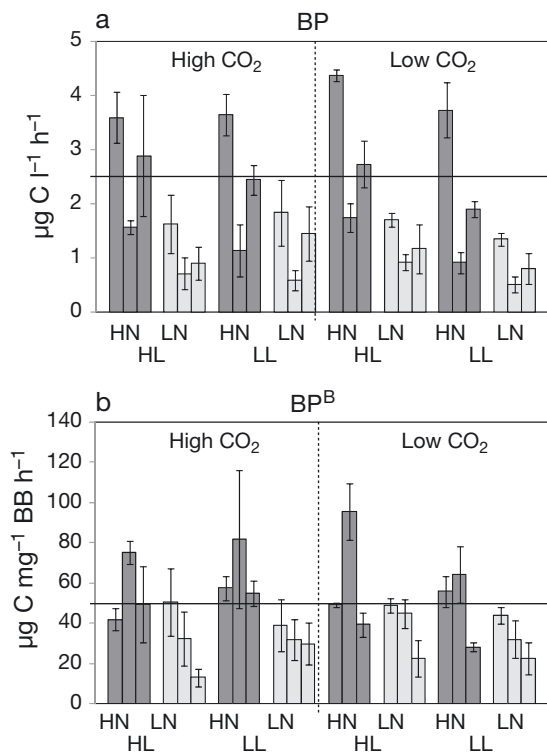 a BP
High CO₂ Low CO₂
5
4
3
2
1
0
µg C l⁻¹ h⁻¹
HN LN HN LN HN LN HN LN
HL LL HL LL
b BPᴮ
High CO₂ Low CO₂
140
120
100
80
60
40
20
0
µg C mg⁻¹ BB h⁻¹
HN LN HN LN HN LN HN LN
HL LL HL LL